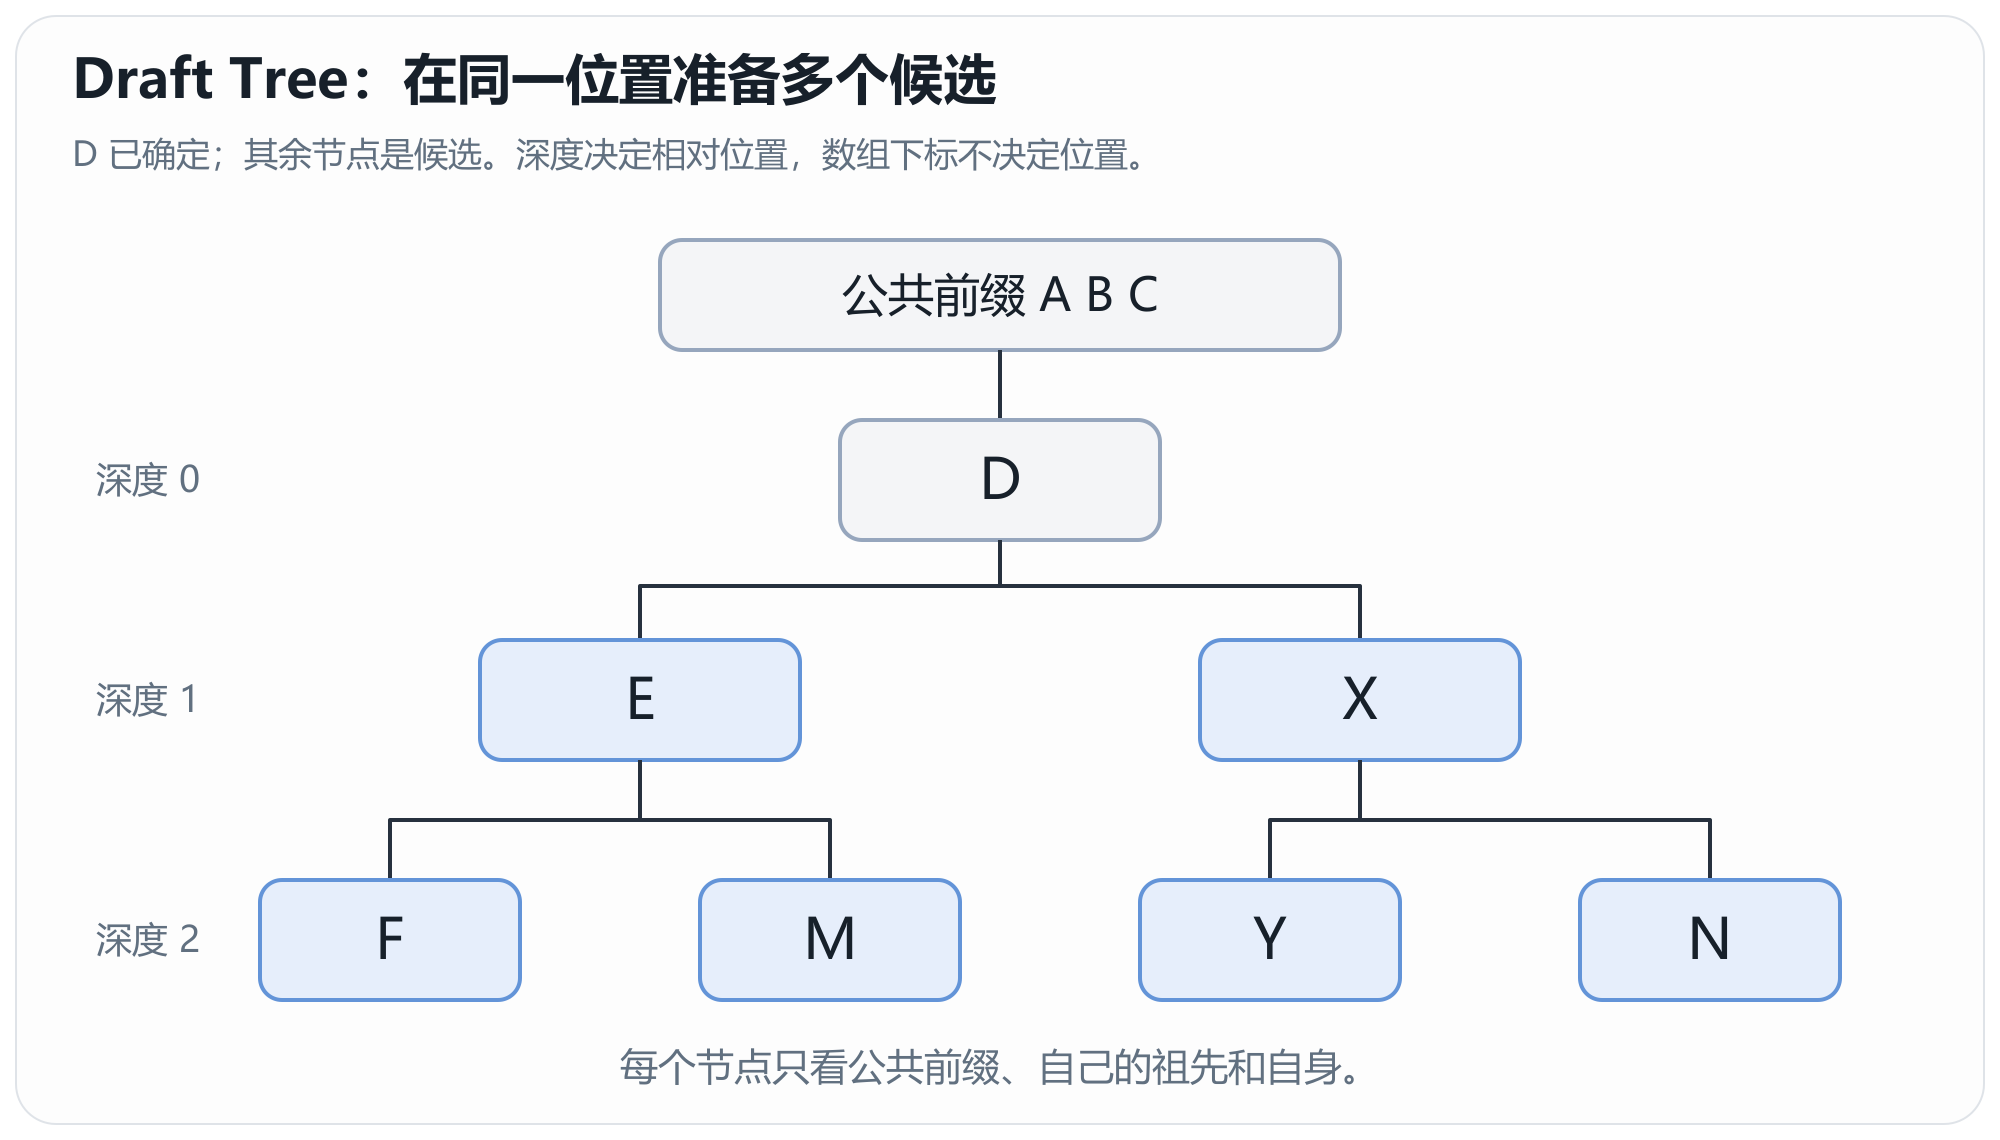 Draft Tree：在同一位置准备多个候选
D 已确定；其余节点是候选。深度决定相对位置，数组下标不决定位置。
公共前缀 A B C
深度 0
D
深度 1
E
X
深度 2
F
M
Y
N
每个节点只看公共前缀、自己的祖先和自身。